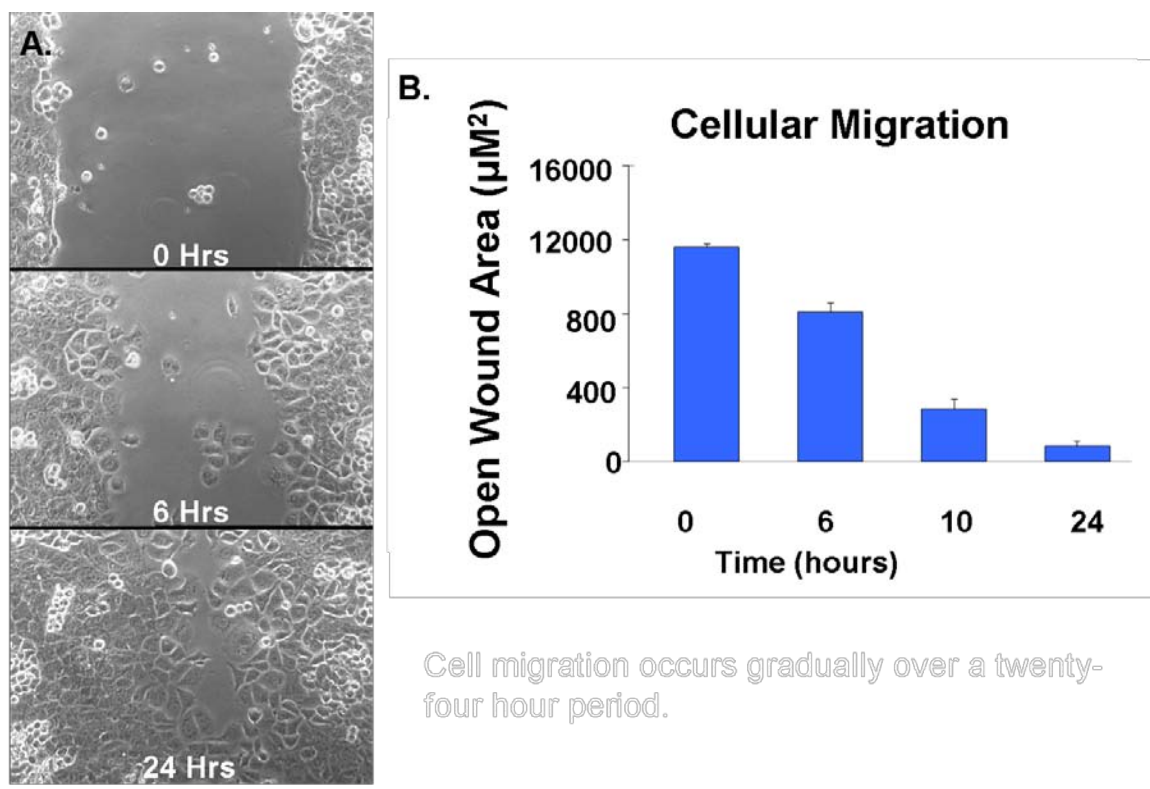 A.
0 Hrs
6 Hrs
24 Hrs
B.
Cellular Migration
Open Wound Area (µM²)
16000
12000
800
400
0
0 6 10 24
Time (hours)
Cell migration occurs gradually over a twenty-
four hour period.